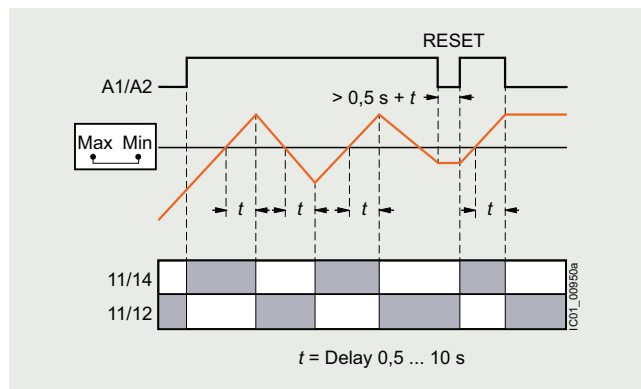 RESET
A1/A2
> 0,5 s + t
Max Min
t t t t
11/14
11/12
IC01_00950a
t = Delay 0,5 ... 10 s